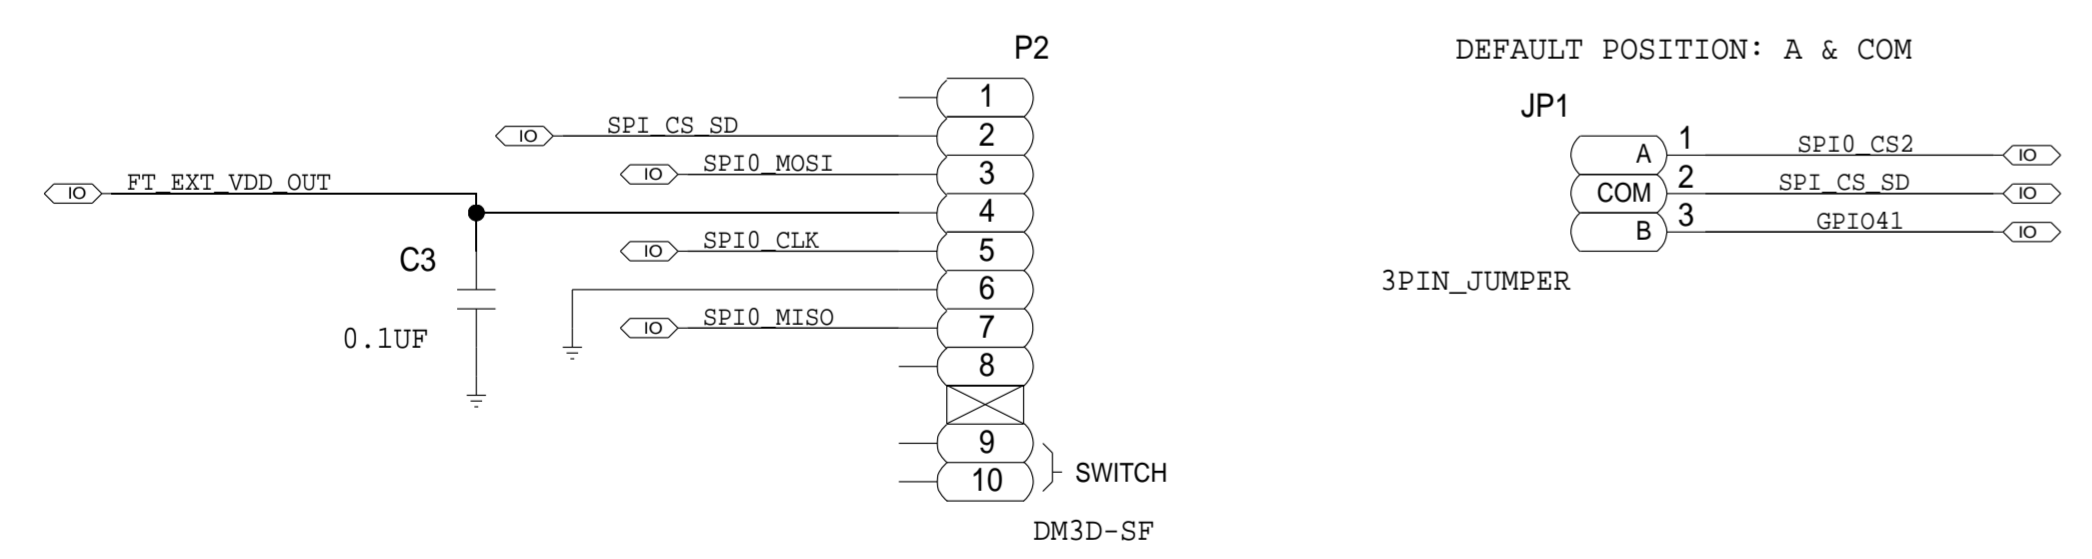 P2
1
IO SPI_CS_SD 2
IO SPI0_MOSI 3
IO FT_EXT_VDD_OUT
4
C3
IO SPI0_CLK 5
6
0.1UF
IO SPI0_MISO 7
8
9
10
SWITCH
DM3D-SF
DEFAULT POSITION: A & COM
JP1
A 1 SPI0_CS2 IO
COM 2 SPI_CS_SD IO
B 3 GPIO41 IO
3PIN_JUMPER